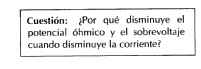 Cuestión: ¿Por qué disminuye el
potencial óhmico y el sobrevoltaje
cuando disminuye la corriente?